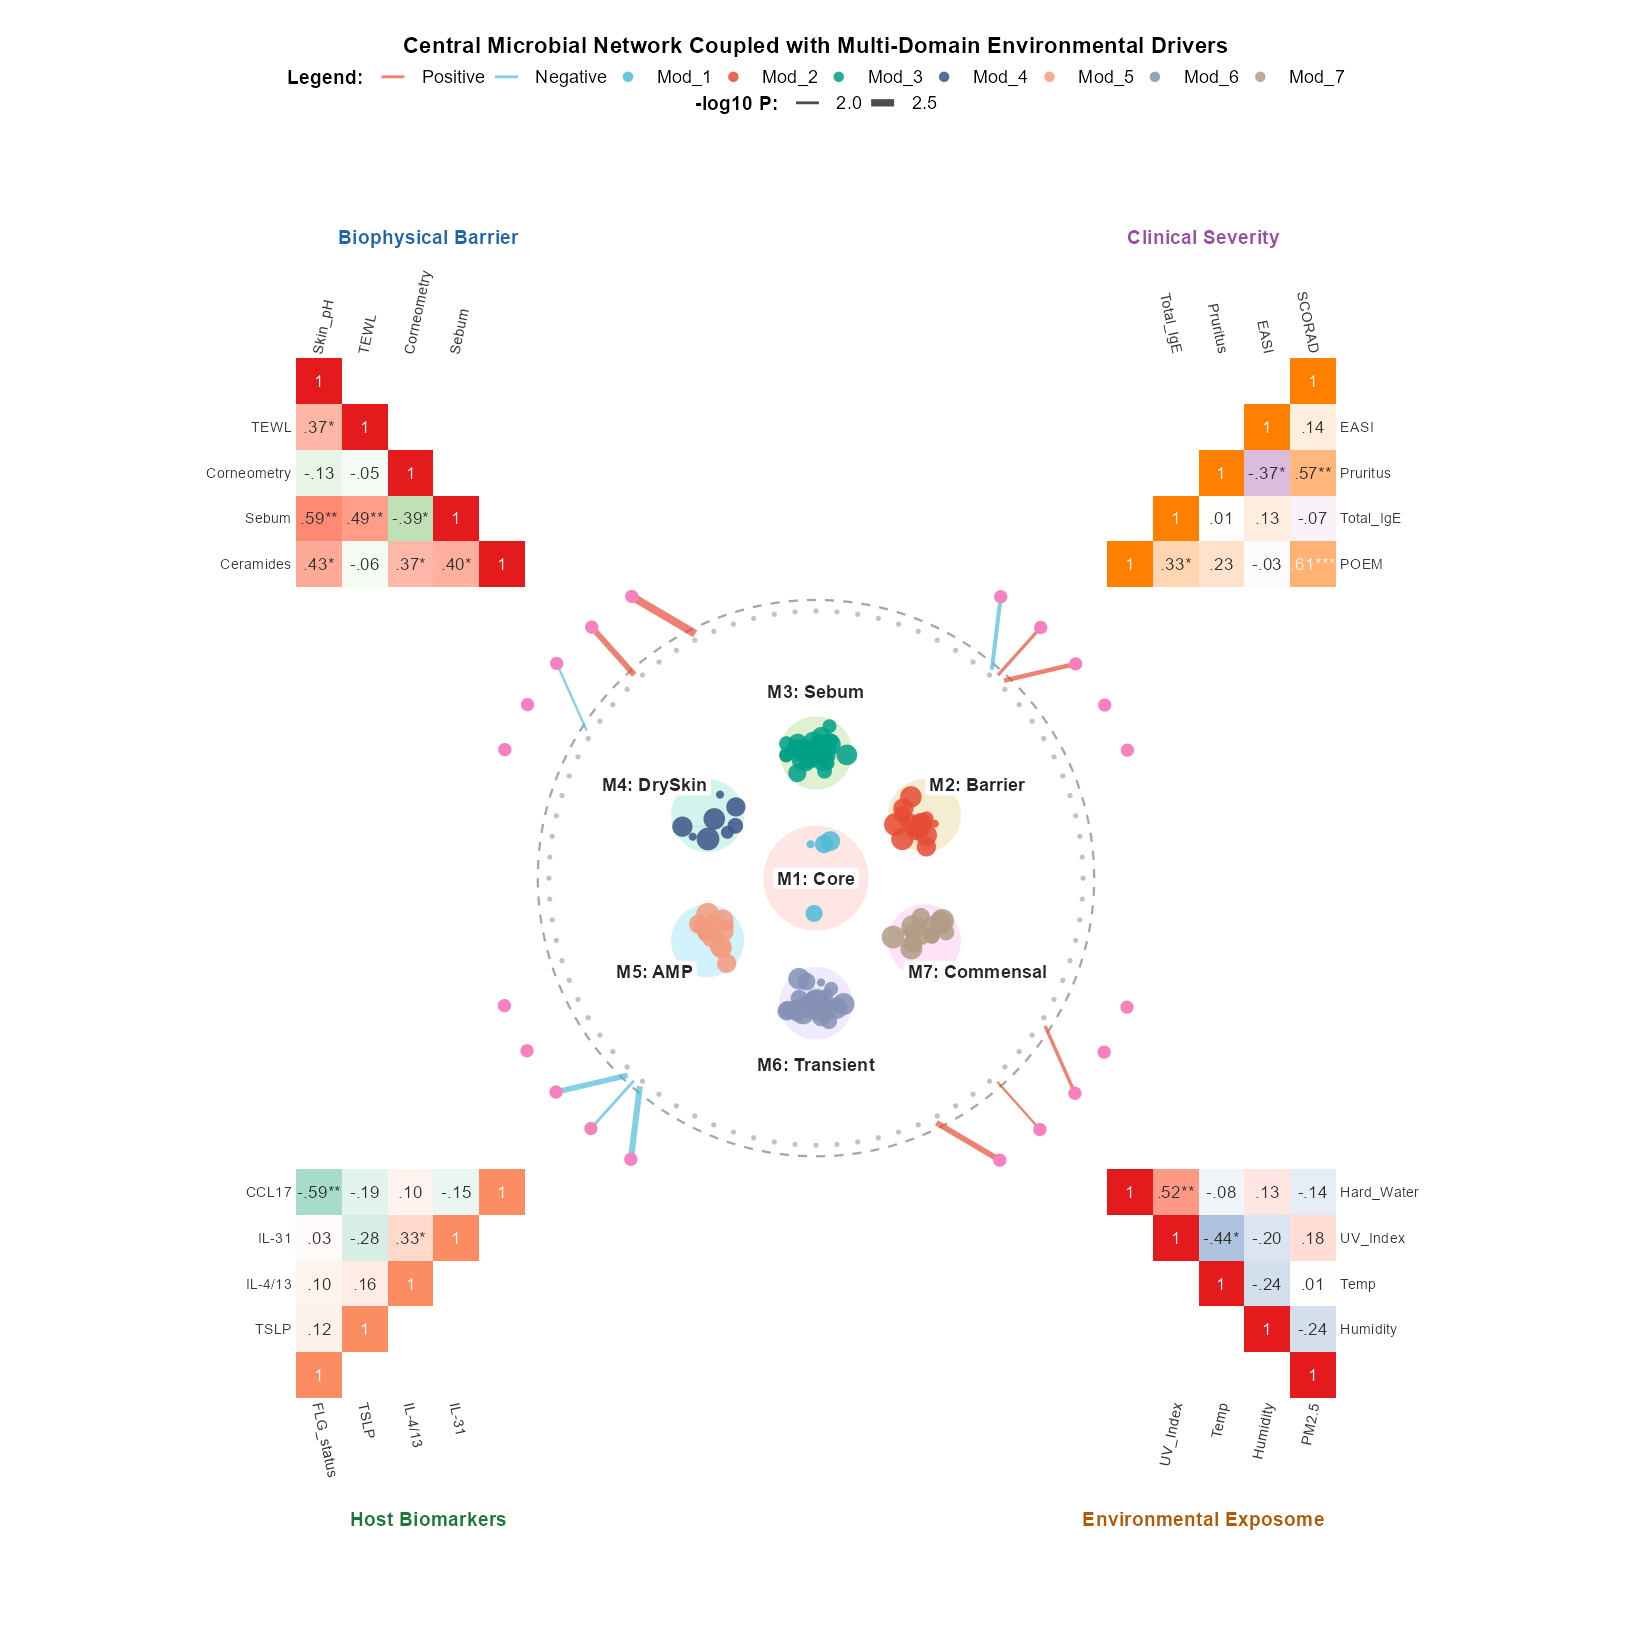 Central Microbial Network Coupled with Multi-Domain Environmental Drivers
Legend: Positive Negative Mod_1 Mod_2 Mod_3 Mod_4 Mod_5 Mod_6 Mod_7
-log10 P: 2.0 2.5
Biophysical Barrier
Skin_pH TEWL Corneometry Sebum
1
TEWL .37* 1
Corneometry -.13 -.05 1
Sebum .59** .49** -.39* 1
Ceramides .43* -.06 .37* .40* 1
Clinical Severity
Total_IgE Pruritus EASI SCORAD
1
1 .14 EASI
1 -.37* .57** Pruritus
1 .01 .13 -.07 Total_IgE
1 .33* .23 -.03 .61*** POEM
M3: Sebum
M4: DrySkin
M2: Barrier
M1: Core
M5: AMP
M7: Commensal
M6: Transient
CCL17 -.59** -.19 .10 -.15 1
IL-31 .03 -.28 .33* 1
IL-4/13 .10 .16 1
TSLP .12 1
1
FLG_status TSLP IL-4/13 IL-31
Host Biomarkers
1 .52** -.08 .13 -.14 Hard_Water
1 -.44* -.20 .18 UV_Index
1 -.24 .01 Temp
1 -.24 Humidity
1
UV_Index Temp Humidity PM2.5
Environmental Exposome